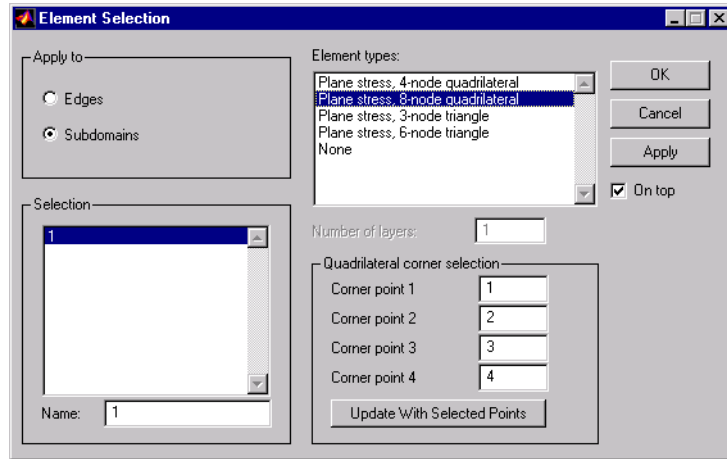 Element Selection
Apply to
Edges
Subdomains
Selection
1
Name: 1
Element types:
Plane stress, 4-node quadrilateral
Plane stress, 8-node quadrilateral
Plane stress, 3-node triangle
Plane stress, 6-node triangle
None
Number of layers: 1
Quadrilateral corner selection
Corner point 1 1
Corner point 2 2
Corner point 3 3
Corner point 4 4
Update With Selected Points
OK
Cancel
Apply
On top